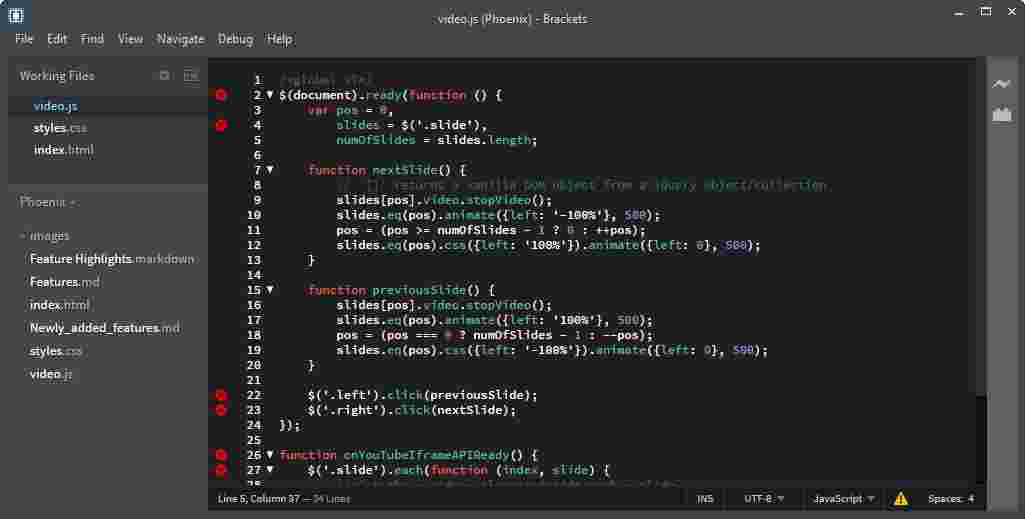 video.js (Phoenix) - Brackets
File Edit Find View Navigate Debug Help
Working Files
video.js
styles.css
index.html
Phoenix
images
Feature Highlights.markdown
Features.md
index.html
Newly_added_features.md
styles.css
video.js
1
2 $(document).ready(function () {
3 var pos = 0,
4 slides = $('.slide'),
5 numOfSlides = slides.length;
6
7 function nextSlide() {
8 // '[]' returns a vanilla DOM object from a jQuery object/collection
9 slides[pos].video.stopVideo();
10 slides.eq(pos).animate({left: '-100%'}, 500);
11 pos = (pos >= numOfSlides - 1 ? 0 : ++pos);
12 slides.eq(pos).css({left: '100%'}).animate({left: 0}, 500);
13 }
14
15 function previousSlide() {
16 slides[pos].video.stopVideo();
17 slides.eq(pos).animate({left: '100%'}, 500);
18 pos = (pos === 0 ? numOfSlides - 1 : --pos);
19 slides.eq(pos).css({left: '-100%'}).animate({left: 0}, 500);
20 }
21
22 $('.left').click(previousSlide);
23 $('.right').click(nextSlide);
24 });
25
26 function onYouTubeIframeAPIReady() {
27 $('.slide').each(function (index, slide) {
28
Line 5, Column 37 — 34 Lines INS UTF-8 JavaScript Spaces: 4